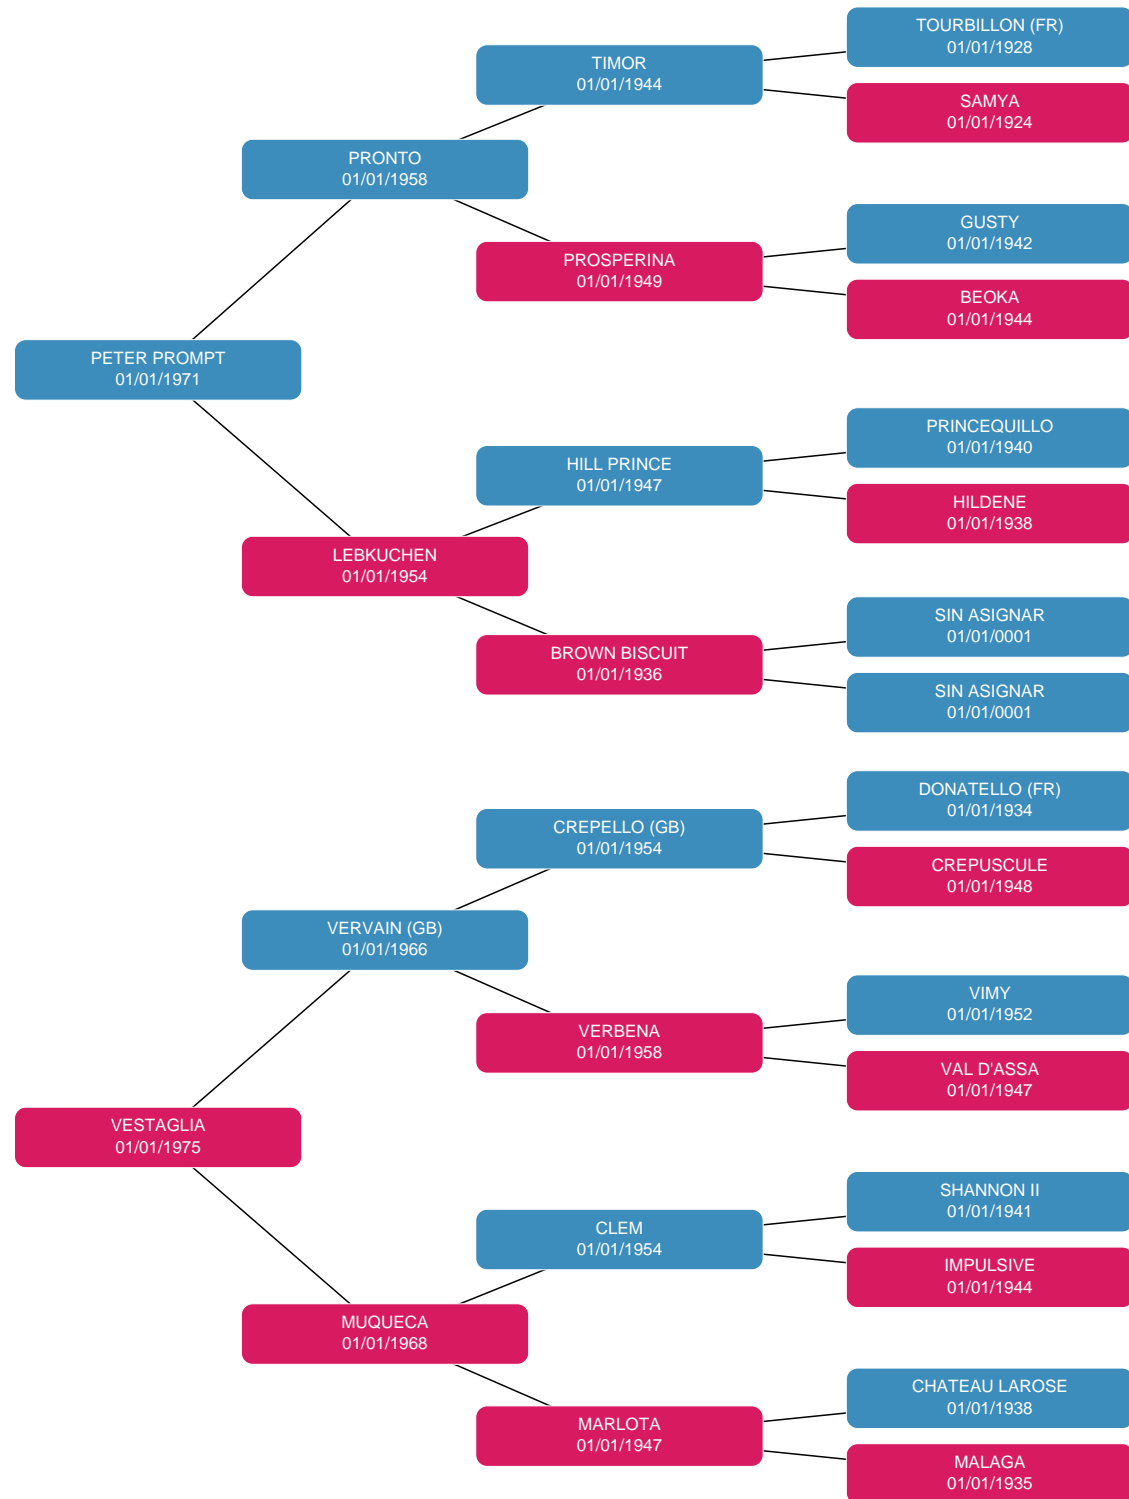 TOURBILLON (FR)
01/01/1928
TIMOR
01/01/1944
SAMYA
01/01/1924
PRONTO
01/01/1958
GUSTY
01/01/1942
PROSPERINA
01/01/1949
BEOKA
01/01/1944
PETER PROMPT
01/01/1971
PRINCEQUILLO
01/01/1940
HILL PRINCE
01/01/1947
HILDENE
01/01/1938
LEBKUCHEN
01/01/1954
SIN ASIGNAR
01/01/0001
BROWN BISCUIT
01/01/1936
SIN ASIGNAR
01/01/0001
DONATELLO (FR)
01/01/1934
CREPELLO (GB)
01/01/1954
CREPUSCULE
01/01/1948
VERVAIN (GB)
01/01/1966
VIMY
01/01/1952
VERBENA
01/01/1958
VAL D'ASSA
01/01/1947
VESTAGLIA
01/01/1975
SHANNON II
01/01/1941
CLEM
01/01/1954
IMPULSIVE
01/01/1944
MUQUECA
01/01/1968
CHATEAU LAROSE
01/01/1938
MARLOTA
01/01/1947
MALAGA
01/01/1935